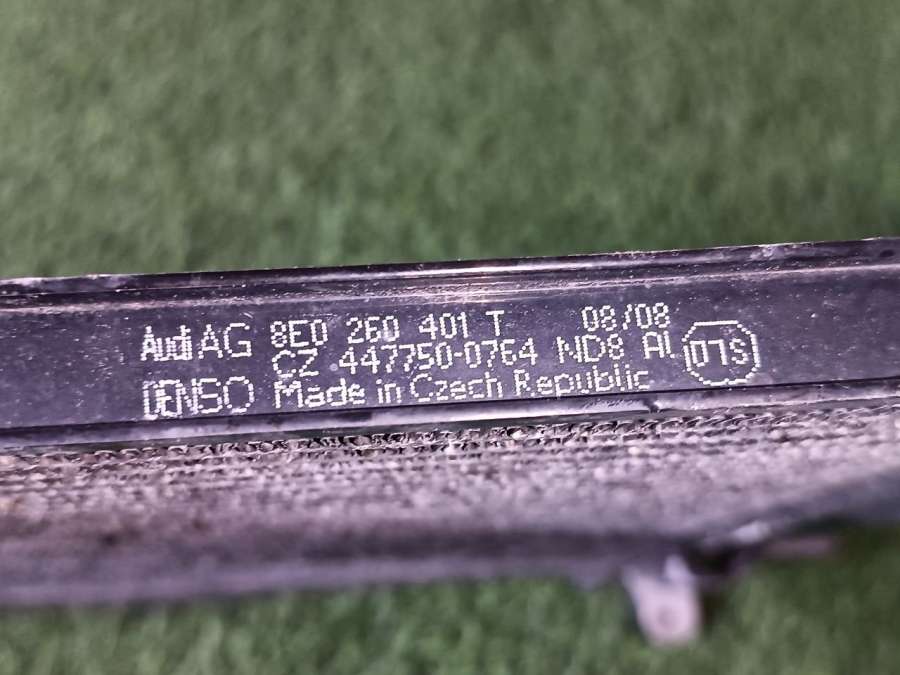 Audi AG 8E0 260 401 T 08/08
CZ 447750-0764 ND8 AL
DENSO Made in Czech Republic